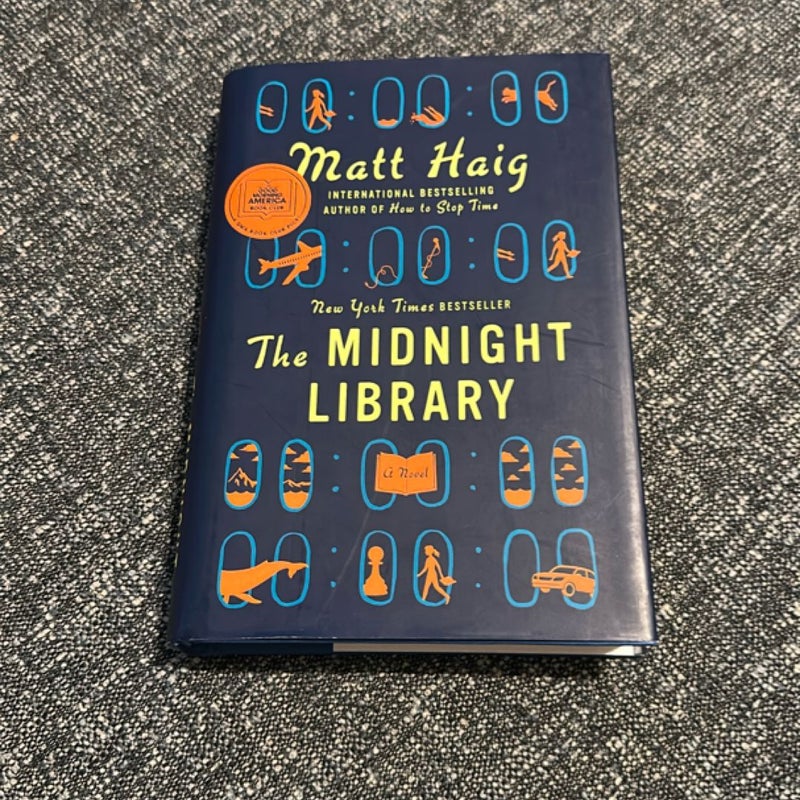 Matt Haig
INTERNATIONAL BESTSELLING
AUTHOR OF How to Stop Time
GOOD
MORNING
AMERICA
BOOK CLUB
New York Times BESTSELLER
The MIDNIGHT
LIBRARY
A Novel